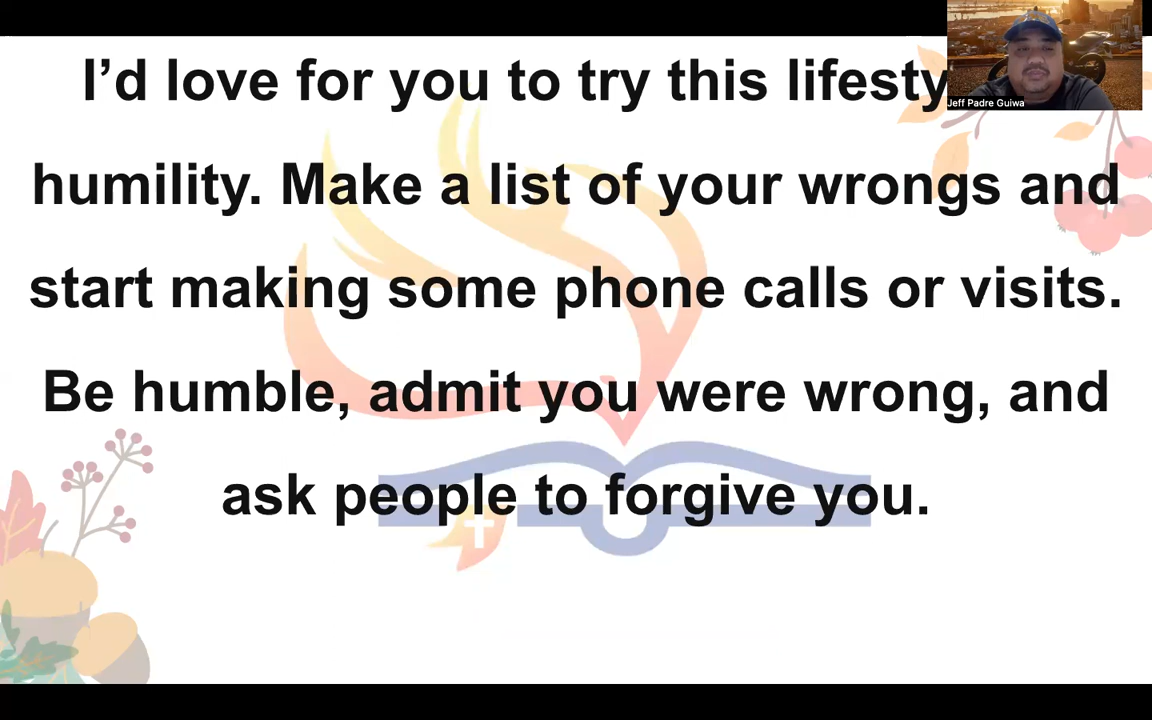 I’d love for you to try this lifesty
humility. Make a list of your wrongs and
start making some phone calls or visits.
Be humble, admit you were wrong, and
ask people to forgive you.
Jeff Padre Guiwa